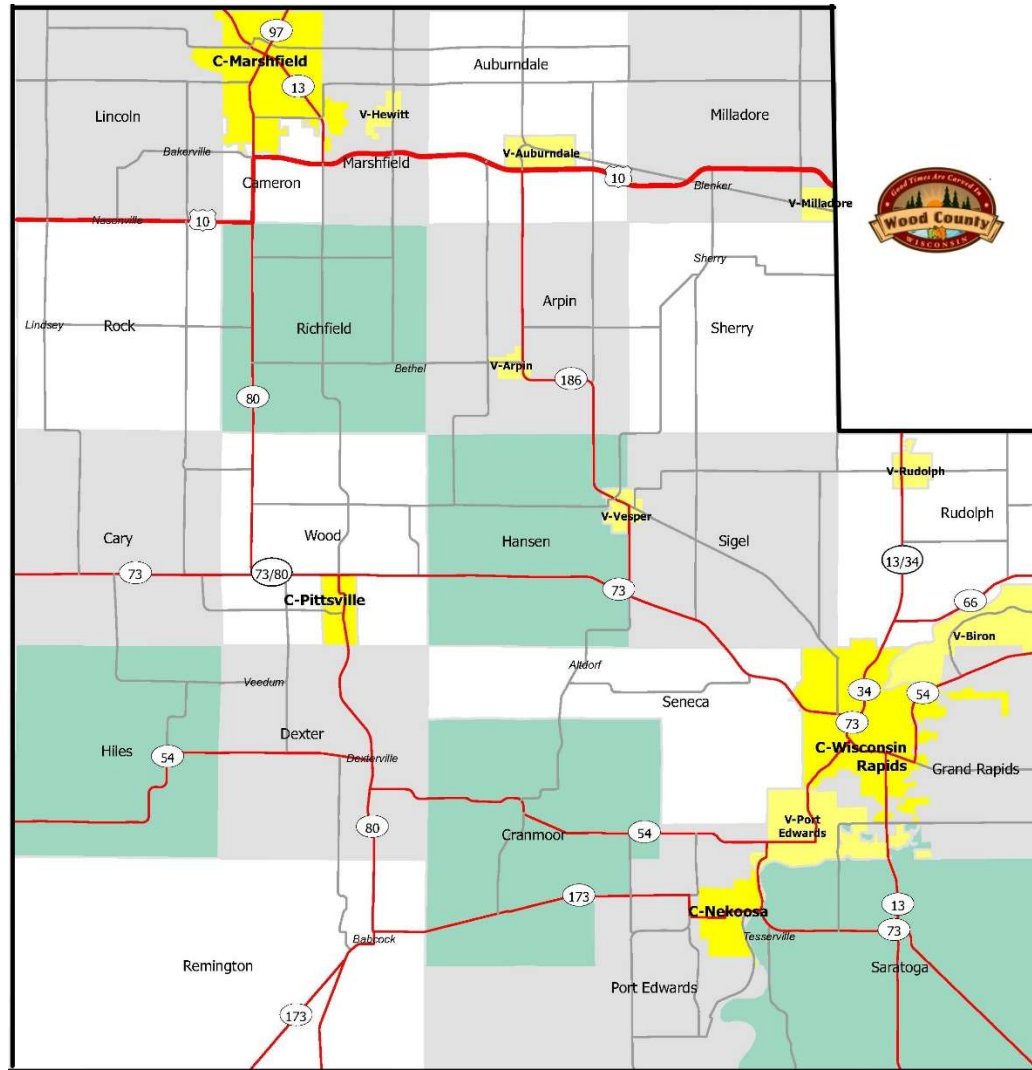 97
C-Marshfield
Auburndale
13
Lincoln
V-Hewitt
Milladore
Bakerville
Marshfield
V-Auburndale
Cameron
10
Blenker
V-Milladore
Nasonville
10
Good Times Are Carved In
Wood County
WISCONSIN
Sherry
Arpin
Lindsey
Rock
Richfield
Sherry
Bethel
V-Arpin
186
80
V-Rudolph
V-Vesper
Rudolph
Cary
Wood
Hansen
Sigel
13/34
73
73/80
C-Pittsville
73
66
V-Biron
Altdorf
Veedum
Seneca
34
54
73
Hiles
Dexter
54
Dexterville
C-Wisconsin
Rapids
Grand Rapids
80
Cranmoor
54
V-Port
Edwards
173
C-Nekoosa
13
Babcock
Tesserville
73
Remington
Saratoga
Port Edwards
173